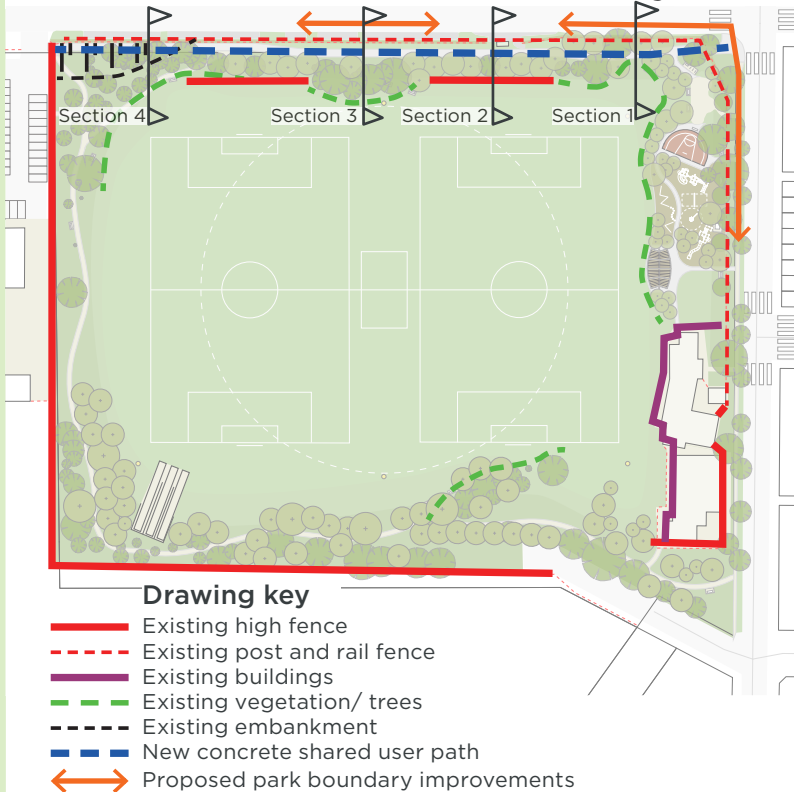 Section 4
Section 3
Section 2
Section 1
Drawing key
Existing high fence
Existing post and rail fence
Existing buildings
Existing vegetation/ trees
Existing embankment
New concrete shared user path
Proposed park boundary improvements